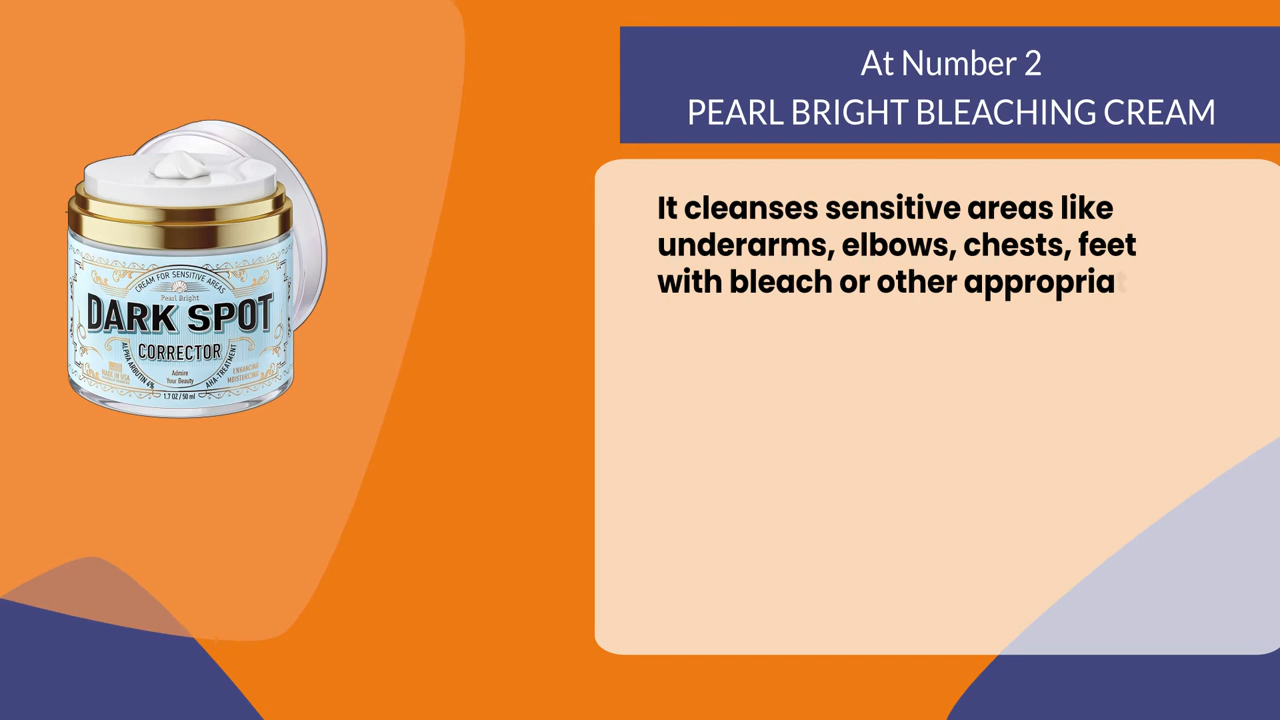 At Number 2
PEARL BRIGHT BLEACHING CREAM
It cleanses sensitive areas like
underarms, elbows, chests, feet
with bleach or other appropria
CREAM FOR SENSITIVE AREAS
Pearl Bright
DARK SPOT
CORRECTOR
ALPHA ARBUTIN 4%
AHA-TREATMENT
MADE IN USA
Admire
Your Beauty
ENHANCING
MOISTURIZING
1.7 OZ / 50 ml